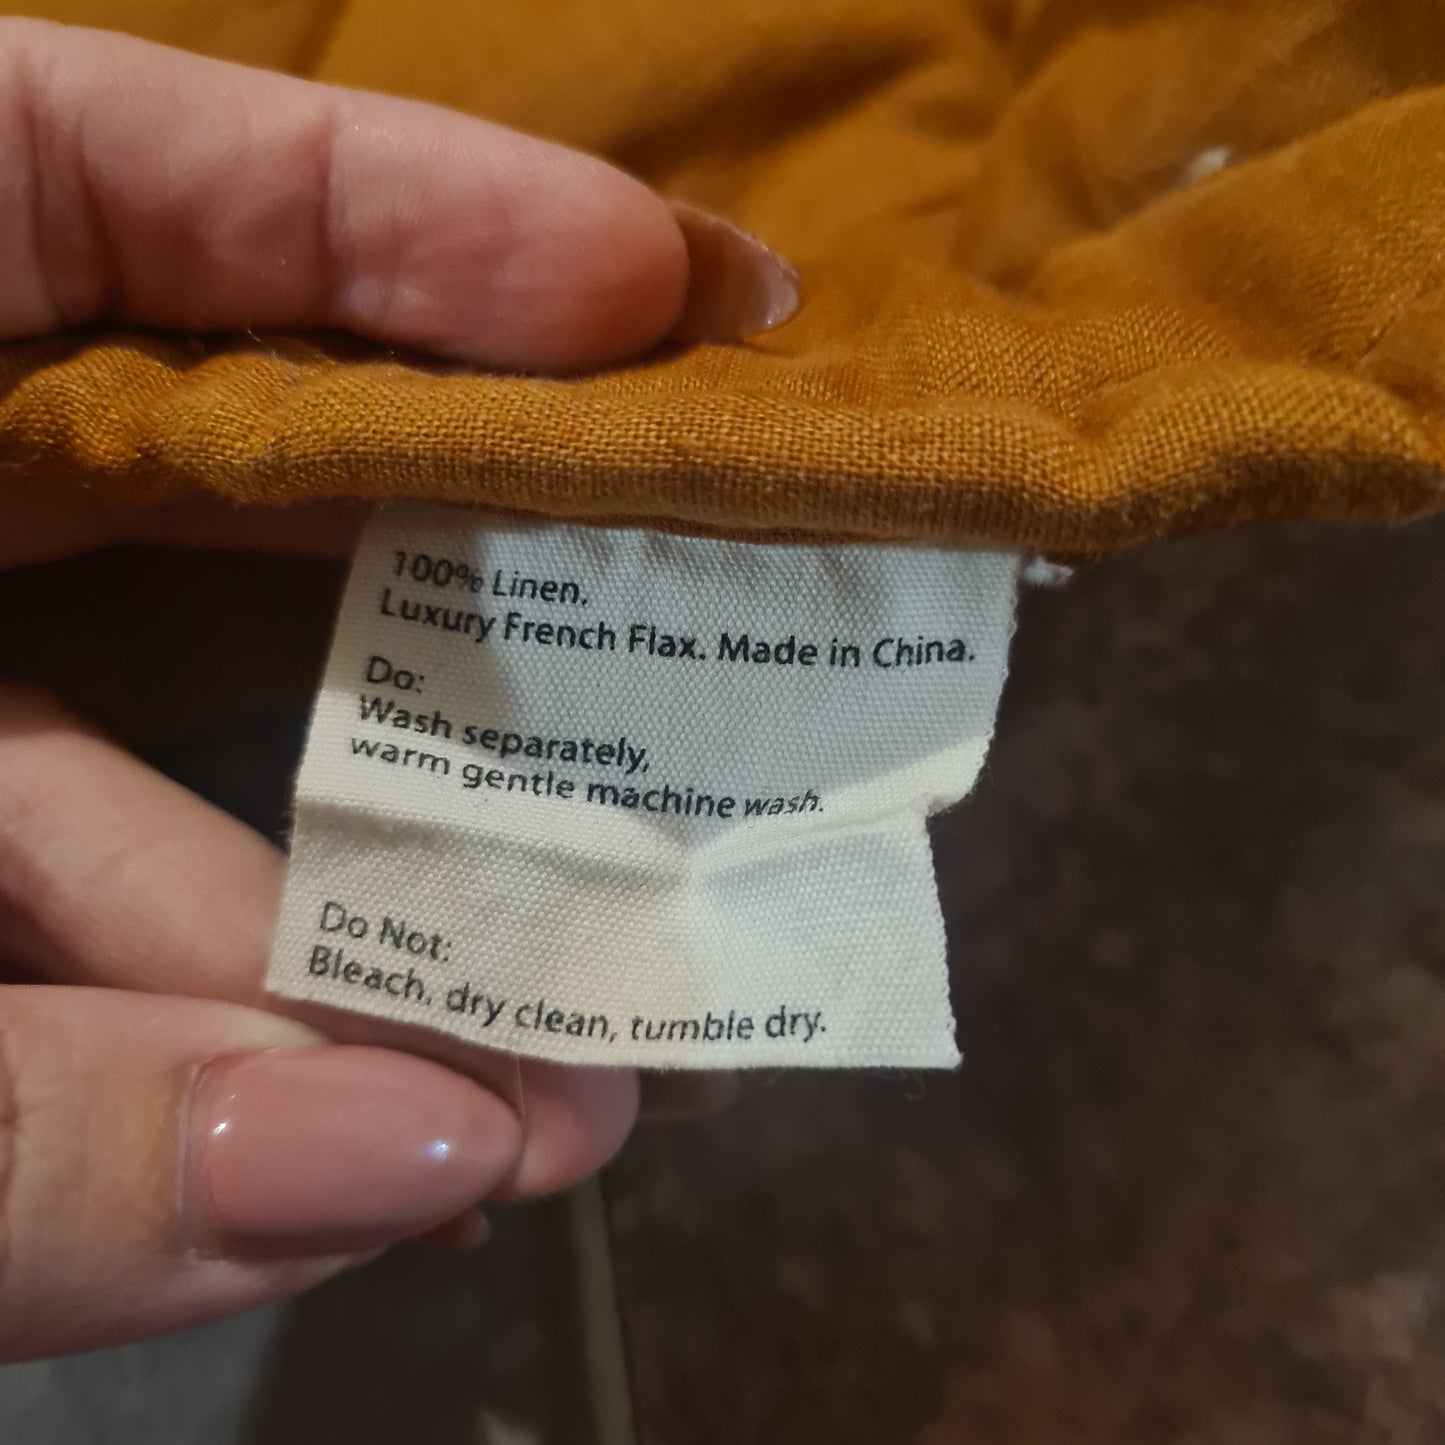 100% Linen.
Luxury French Flax. Made in China.
Do:
Wash separately,
warm gentle machine wash.
Do Not:
Bleach, dry clean, tumble dry.